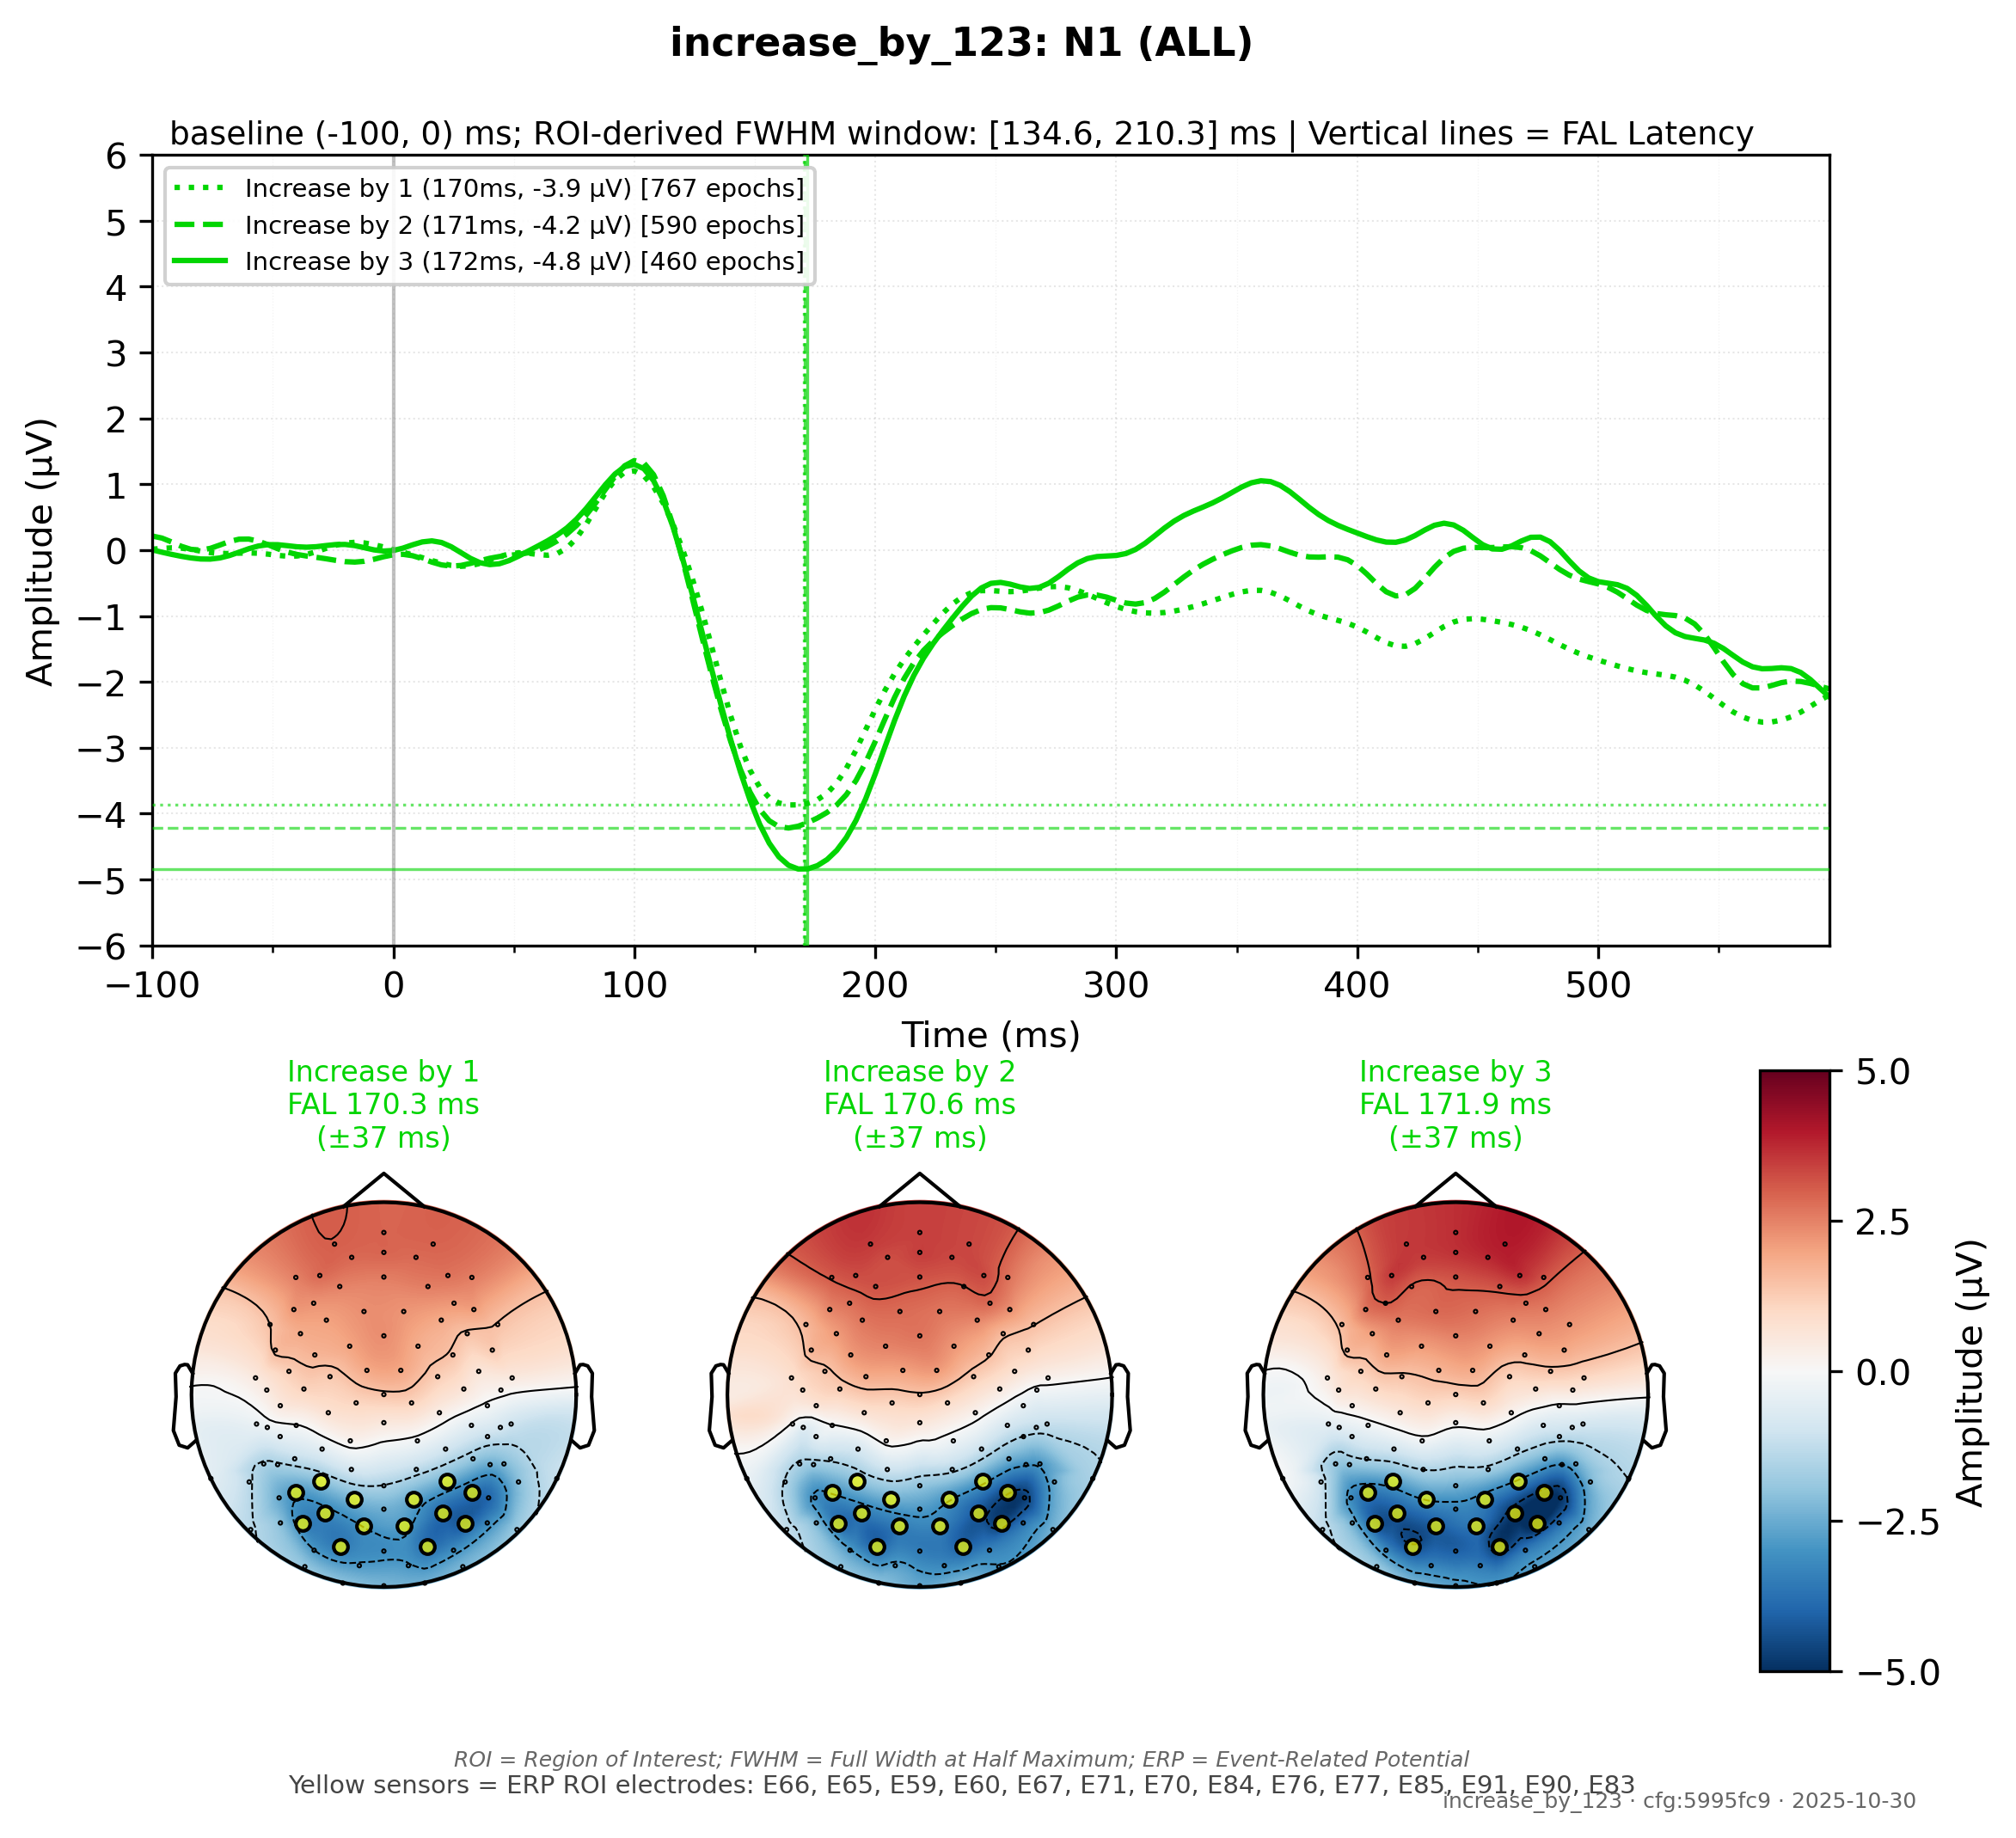 increase_by_123: N1 (ALL)
baseline (-100, 0) ms; ROI-derived FWHM window: [134.6, 210.3] ms | Vertical lines = FAL Latency
Increase by 1 (170ms, -3.9 µV) [767 epochs]
Increase by 2 (171ms, -4.2 µV) [590 epochs]
Increase by 3 (172ms, -4.8 µV) [460 epochs]
Amplitude (µV)
6
5
4
3
2
1
0
−1
−2
−3
−4
−5
−6
−100 0 100 200 300 400 500
Time (ms)
Increase by 1
FAL 170.3 ms
(±37 ms)
Increase by 2
FAL 170.6 ms
(±37 ms)
Increase by 3
FAL 171.9 ms
(±37 ms)
5.0
2.5
0.0
−2.5
−5.0
Amplitude (µV)
ROI = Region of Interest; FWHM = Full Width at Half Maximum; ERP = Event-Related Potential
Yellow sensors = ERP ROI electrodes: E66, E65, E59, E60, E67, E71, E70, E84, E76, E77, E85, E91, E90, E83
increase_by_123 · cfg:5995fc9 · 2025-10-30